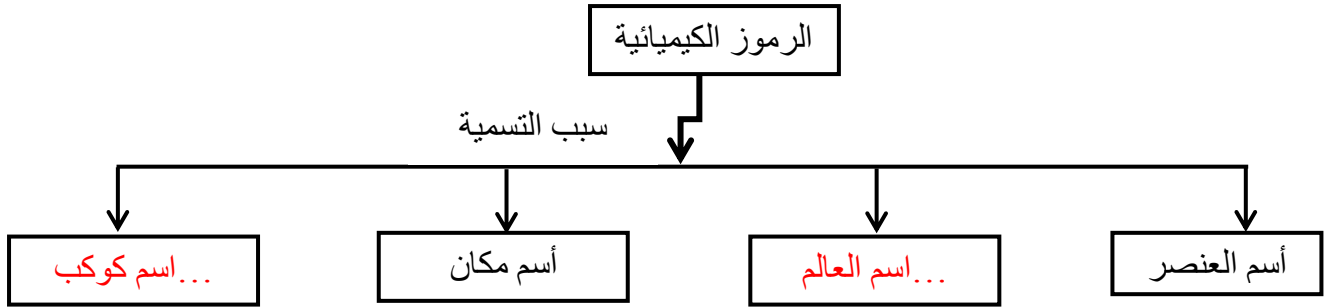 الرموز الكيميائية
سبب التسمية
أسم العنصر
...اسم العالم
أسم مكان
...اسم كوكب